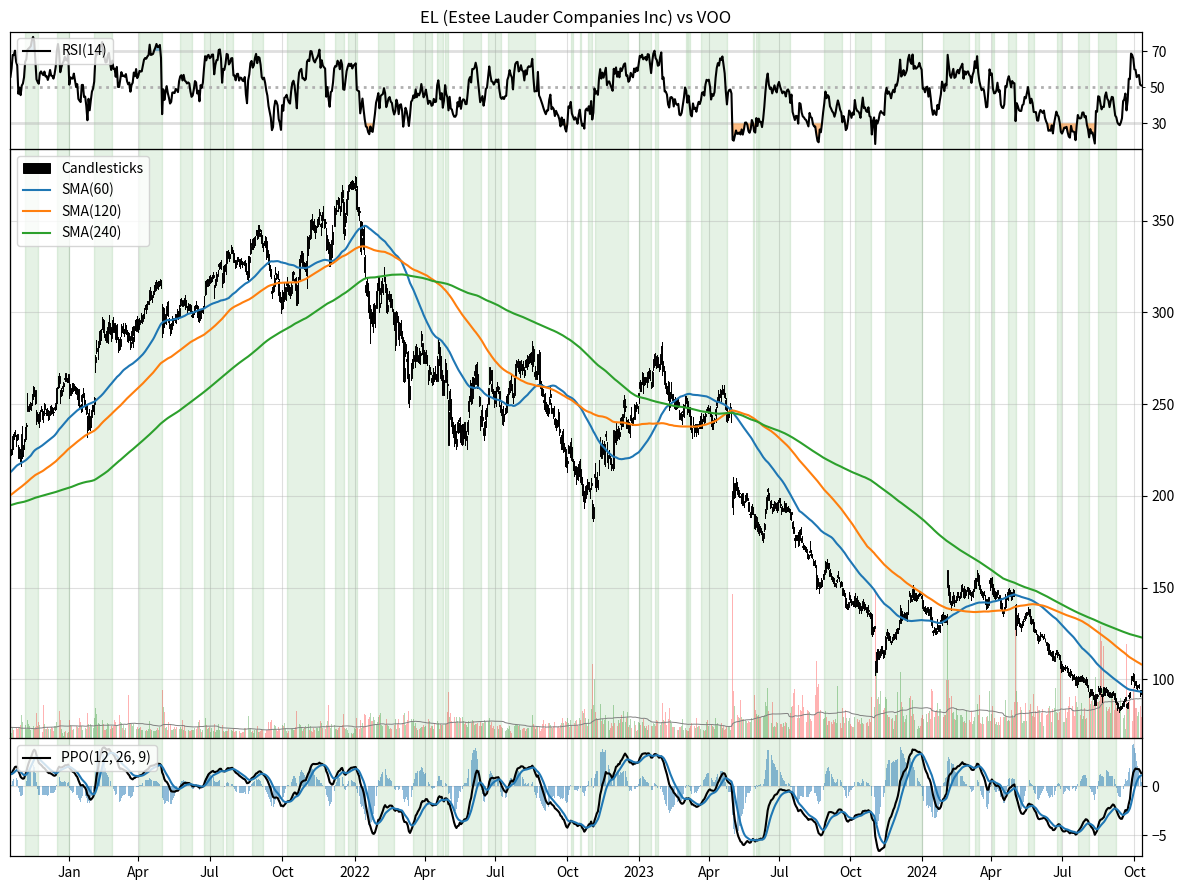 EL (Estee Lauder Companies Inc) vs VOO
RSI(14)
70
50
30
Candlesticks
SMA(60)
SMA(120)
SMA(240)
350
300
250
200
150
100
PPO(12, 26, 9)
0
−5
Jan Apr Jul Oct 2022 Apr Jul Oct 2023 Apr Jul Oct 2024 Apr Jul Oct